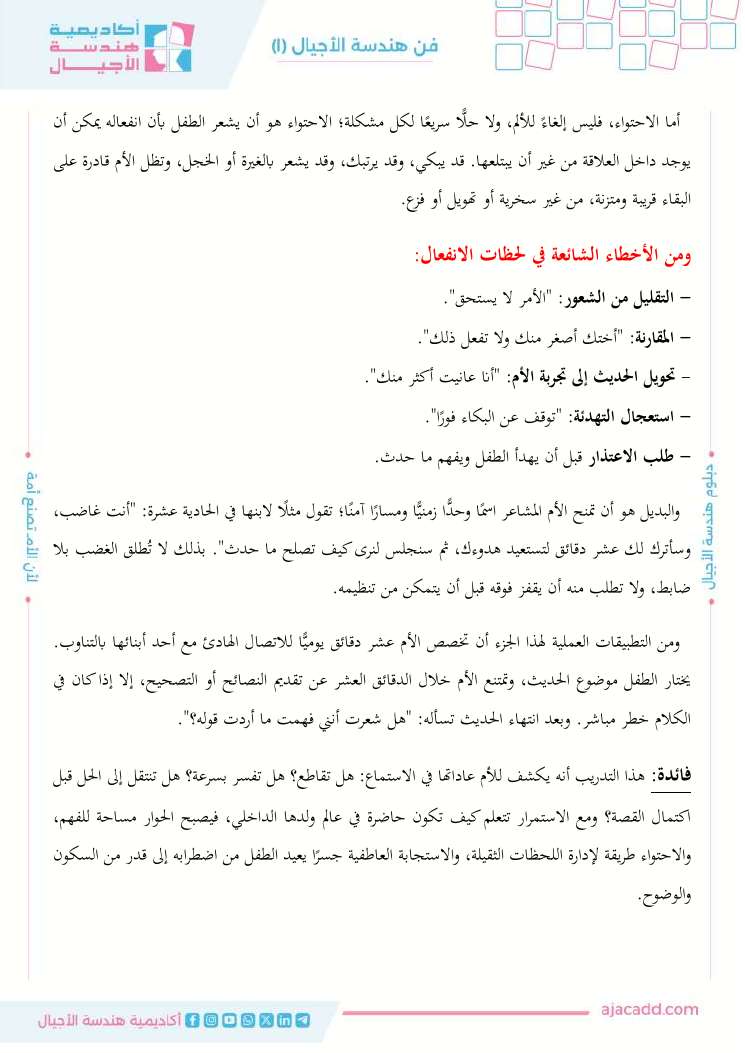 أكاديمية
هندسة
الأجيال
فن هندسة الأجيال (١)
أما الاحتواء، فليس إلغاءً للألم، ولا حلًّا سريعًا لكل مشكلة؛ الاحتواء هو أن يشعر الطفل بأن انفعاله يمكن أن
يوجد داخل العلاقة من غير أن يبتلعها. قد يبكي، وقد يرتبك، وقد يشعر بالغيرة أو الخجل، وتظل الأم قادرة على
البقاء قريبة ومتزنة، من غير سخرية أو تهويل أو فزع.
ومن الأخطاء الشائعة في لحظات الانفعال:
– التقليل من الشعور: "الأمر لا يستحق".
– المقارنة: "أختك أصغر منك ولا تفعل ذلك".
- تحويل الحديث إلى تجربة الأم: "أنا عانيت أكثر منك".
– استعجال التهدئة: "توقف عن البكاء فورًا".
– طلب الاعتذار قبل أن يهدأ الطفل ويفهم ما حدث.
والبديل هو أن تمنح الأم المشاعر اسمًا وحدًّا زمنيًّا ومسارًا آمنًا؛ تقول مثلًا لابنها في الحادية عشرة: "أنت غاضب،
وسأترك لك عشر دقائق لتستعيد هدوءك، ثم سنجلس لنرى كيف تصلح ما حدث". بذلك لا تُطلق الغضب بلا
ضابط، ولا تطلب منه أن يقفز فوقه قبل أن يتمكن من تنظيمه.
ومن التطبيقات العملية لهذا الجزء أن تخصص الأم عشر دقائق يوميًّا للاتصال الهادئ مع أحد أبنائها بالتناوب.
يختار الطفل موضوع الحديث، وتمتنع الأم خلال الدقائق العشر عن تقديم النصائح أو التصحيح، إلا إذا كان في
الكلام خطر مباشر. وبعد انتهاء الحديث تسأله: "هل شعرت أنني فهمت ما أردت قوله؟".
فائدة: هذا التدريب أنه يكشف للأم عاداتها في الاستماع: هل تقاطع؟ هل تفسر بسرعة؟ هل تنتقل إلى الحل قبل
اكتمال القصة؟ ومع الاستمرار تتعلم كيف تكون حاضرة في عالم ولدها الداخلي، فيصبح الحوار مساحة للفهم،
والاحتواء طريقة لإدارة اللحظات الثقيلة، والاستجابة العاطفية جسرًا يعيد الطفل من اضطرابه إلى قدر من السكون
والوضوح.
دبلوم هندسة الأجيال
لأن الأم تصنع أمة
ajacadd.com
أكاديمية هندسة الأجيال